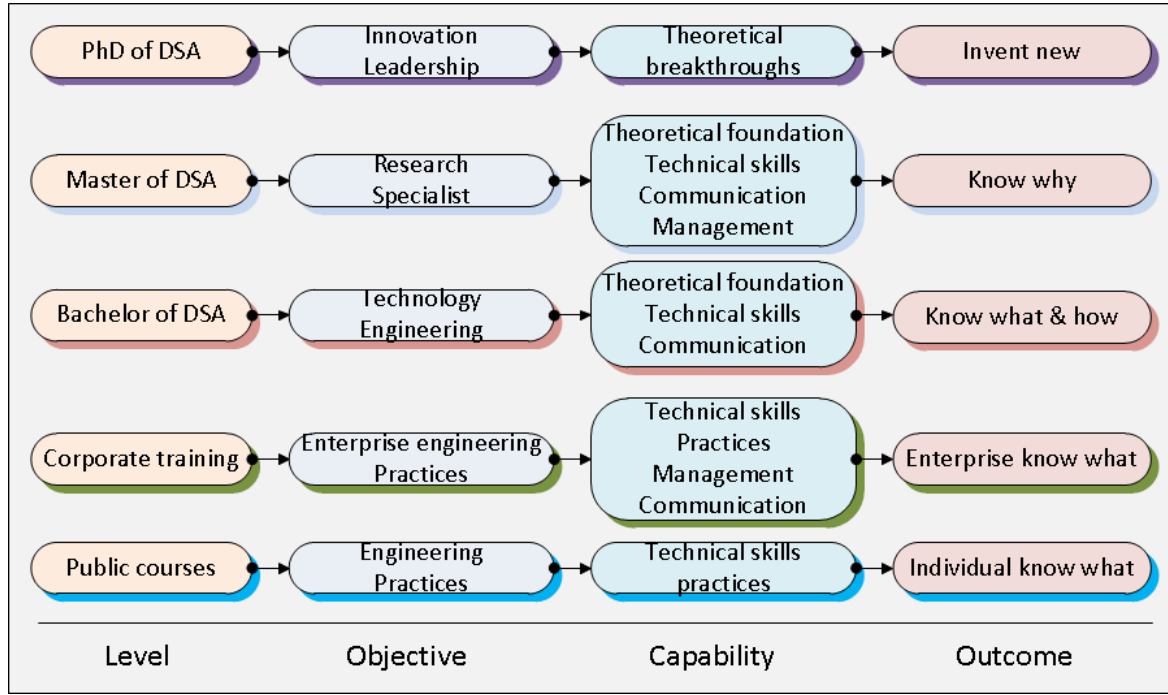 PhD of DSA
Innovation
Leadership
Theoretical
breakthroughs
Invent new
Master of DSA
Research
Specialist
Theoretical foundation
Technical skills
Communication
Management
Know why
Bachelor of DSA
Technology
Engineering
Theoretical foundation
Technical skills
Communication
Know what & how
Corporate training
Enterprise engineering
Practices
Technical skills
Practices
Management
Communication
Enterprise know what
Public courses
Engineering
Practices
Technical skills
practices
Individual know what
Level
Objective
Capability
Outcome